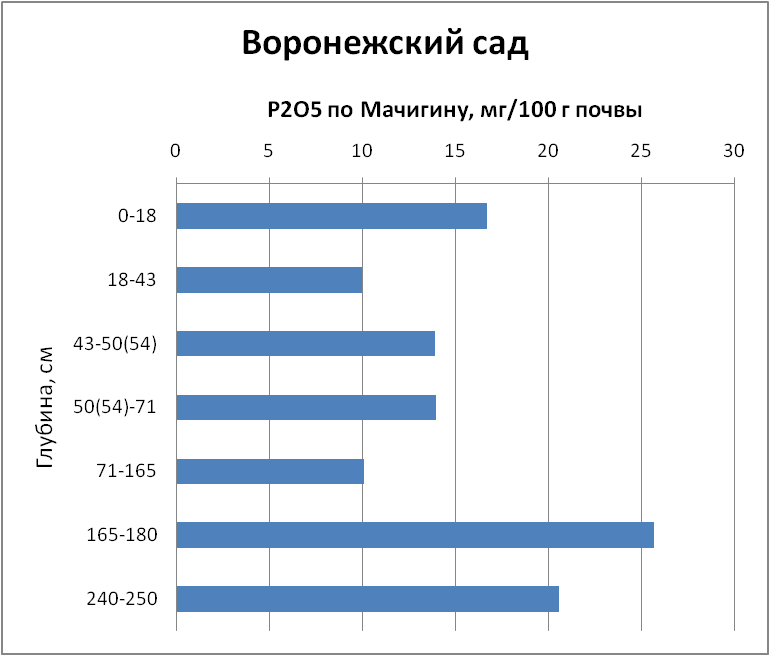 Воронежский сад
P2O5 по Мачигину, мг/100 г почвы
0 5 10 15 20 25 30
0-18
18-43
43-50(54)
50(54)-71
71-165
165-180
240-250
Глубина, см